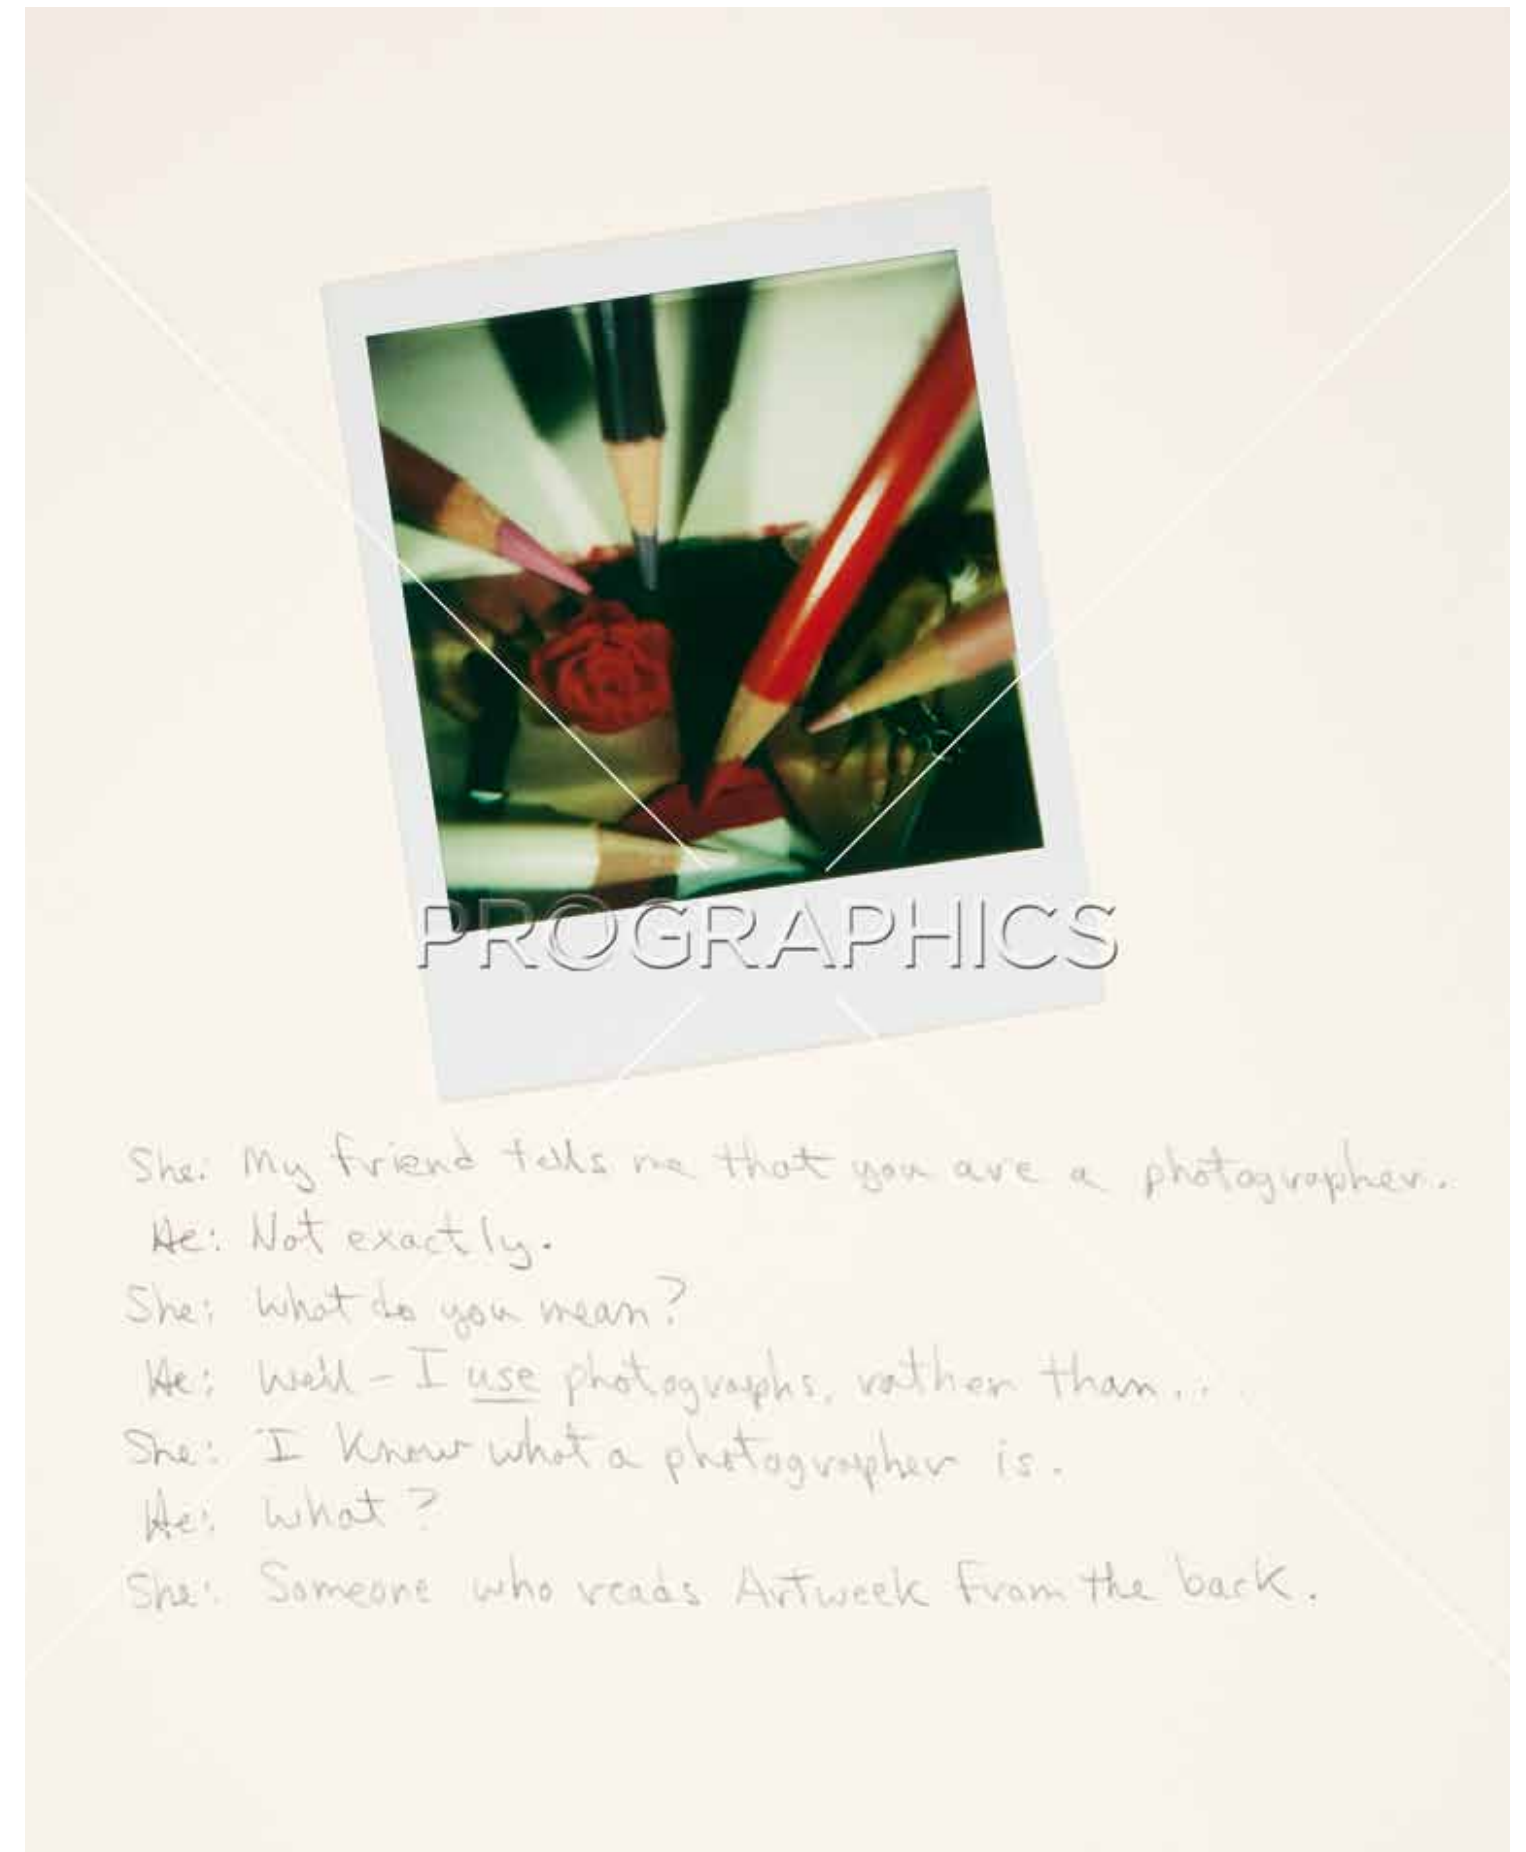 PROGRAPHICS
She: My friend tells me that you are a photographer.
He: Not exactly.
She: What do you mean?
He: Well - I use photographs, rather than...
She: I know what a photographer is.
He: What?
She: Someone who reads Artweek from the back.